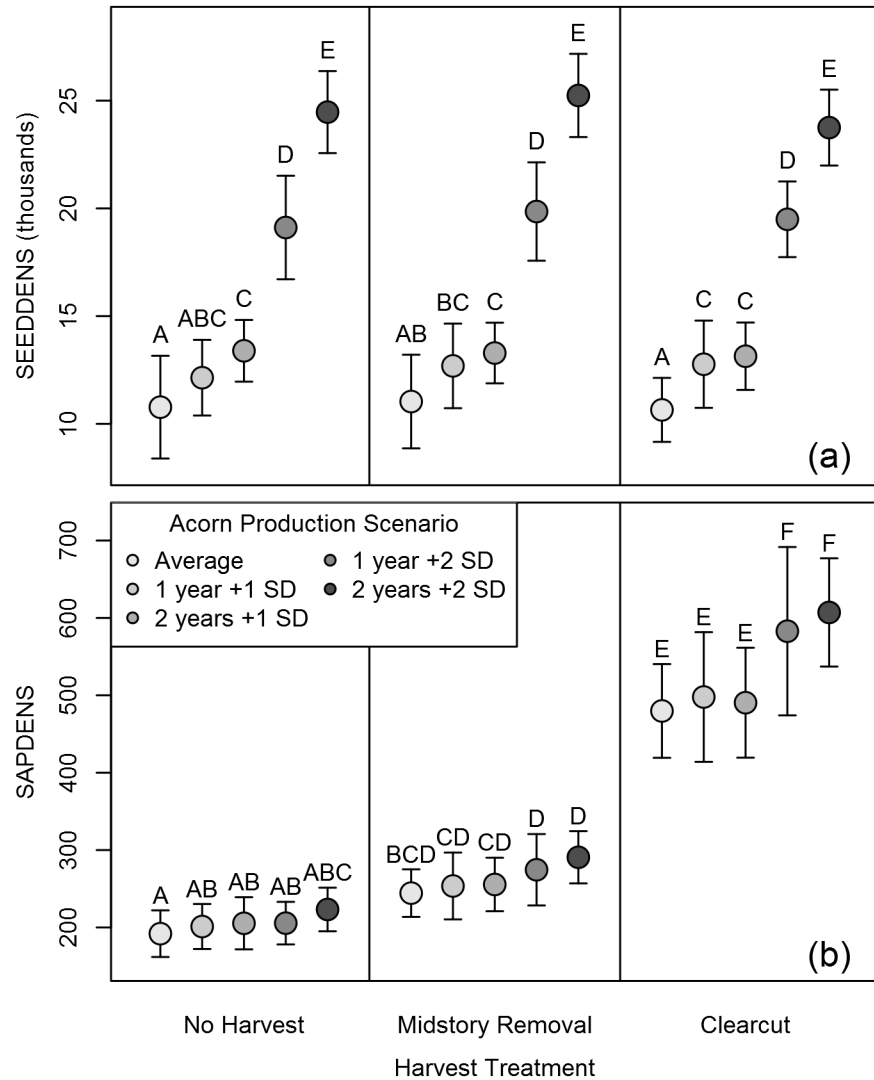 SEEDDENS (thousands)
25
20
15
10
A
ABC
C
D
E
AB
BC
C
D
E
A
C
C
D
E
(a)
SAPDENS
700
600
500
400
300
200
Acorn Production Scenario
Average
1 year +1 SD
2 years +1 SD
1 year +2 SD
2 years +2 SD
A
AB
AB
AB
ABC
BCD
CD
CD
D
D
E
E
E
F
F
(b)
No Harvest
Midstory Removal
Clearcut
Harvest Treatment